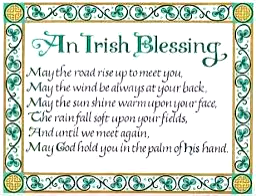 An Irish Blessing
May the road rise up to meet you,
May the wind be always at your back,
May the sun shine warm upon your face,
The rain fall soft upon your fields,
And until we meet again,
May God hold you in the palm of His hand.